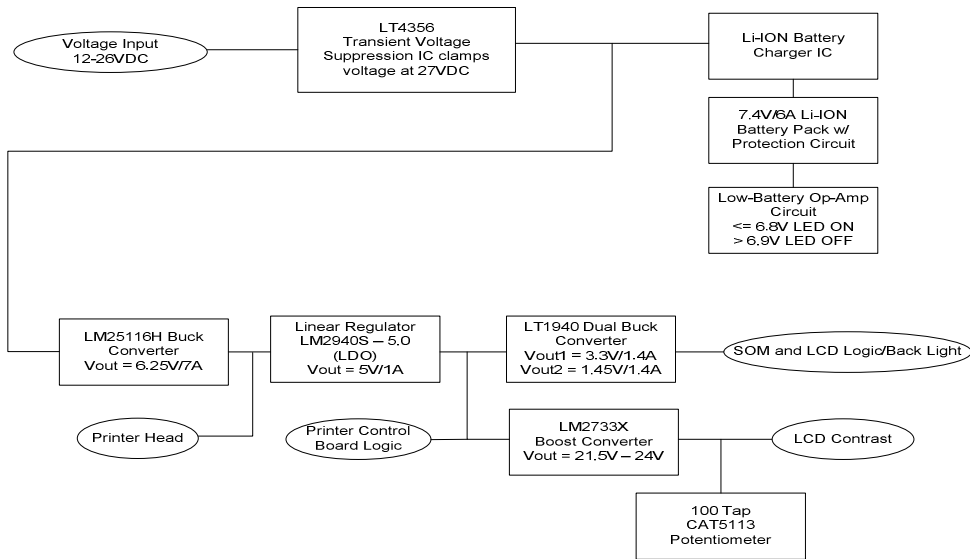 Voltage Input
12-26VDC
LT4356
Transient Voltage
Suppression IC clamps
voltage at 27VDC
Li-ION Battery
Charger IC
7.4V/6A Li-ION
Battery Pack w/
Protection Circuit
Low-Battery Op-Amp
Circuit
<= 6.8V LED ON
> 6.9V LED OFF
LM25116H Buck
Converter
Vout = 6.25V/7A
Linear Regulator
LM2940S – 5.0
(LDO)
Vout = 5V/1A
LT1940 Dual Buck
Converter
Vout1 = 3.3V/1.4A
Vout2 = 1.45V/1.4A
SOM and LCD Logic/Back Light
Printer Head
Printer Control
Board Logic
LM2733X
Boost Converter
Vout = 21.5V – 24V
LCD Contrast
100 Tap
CAT5113
Potentiometer